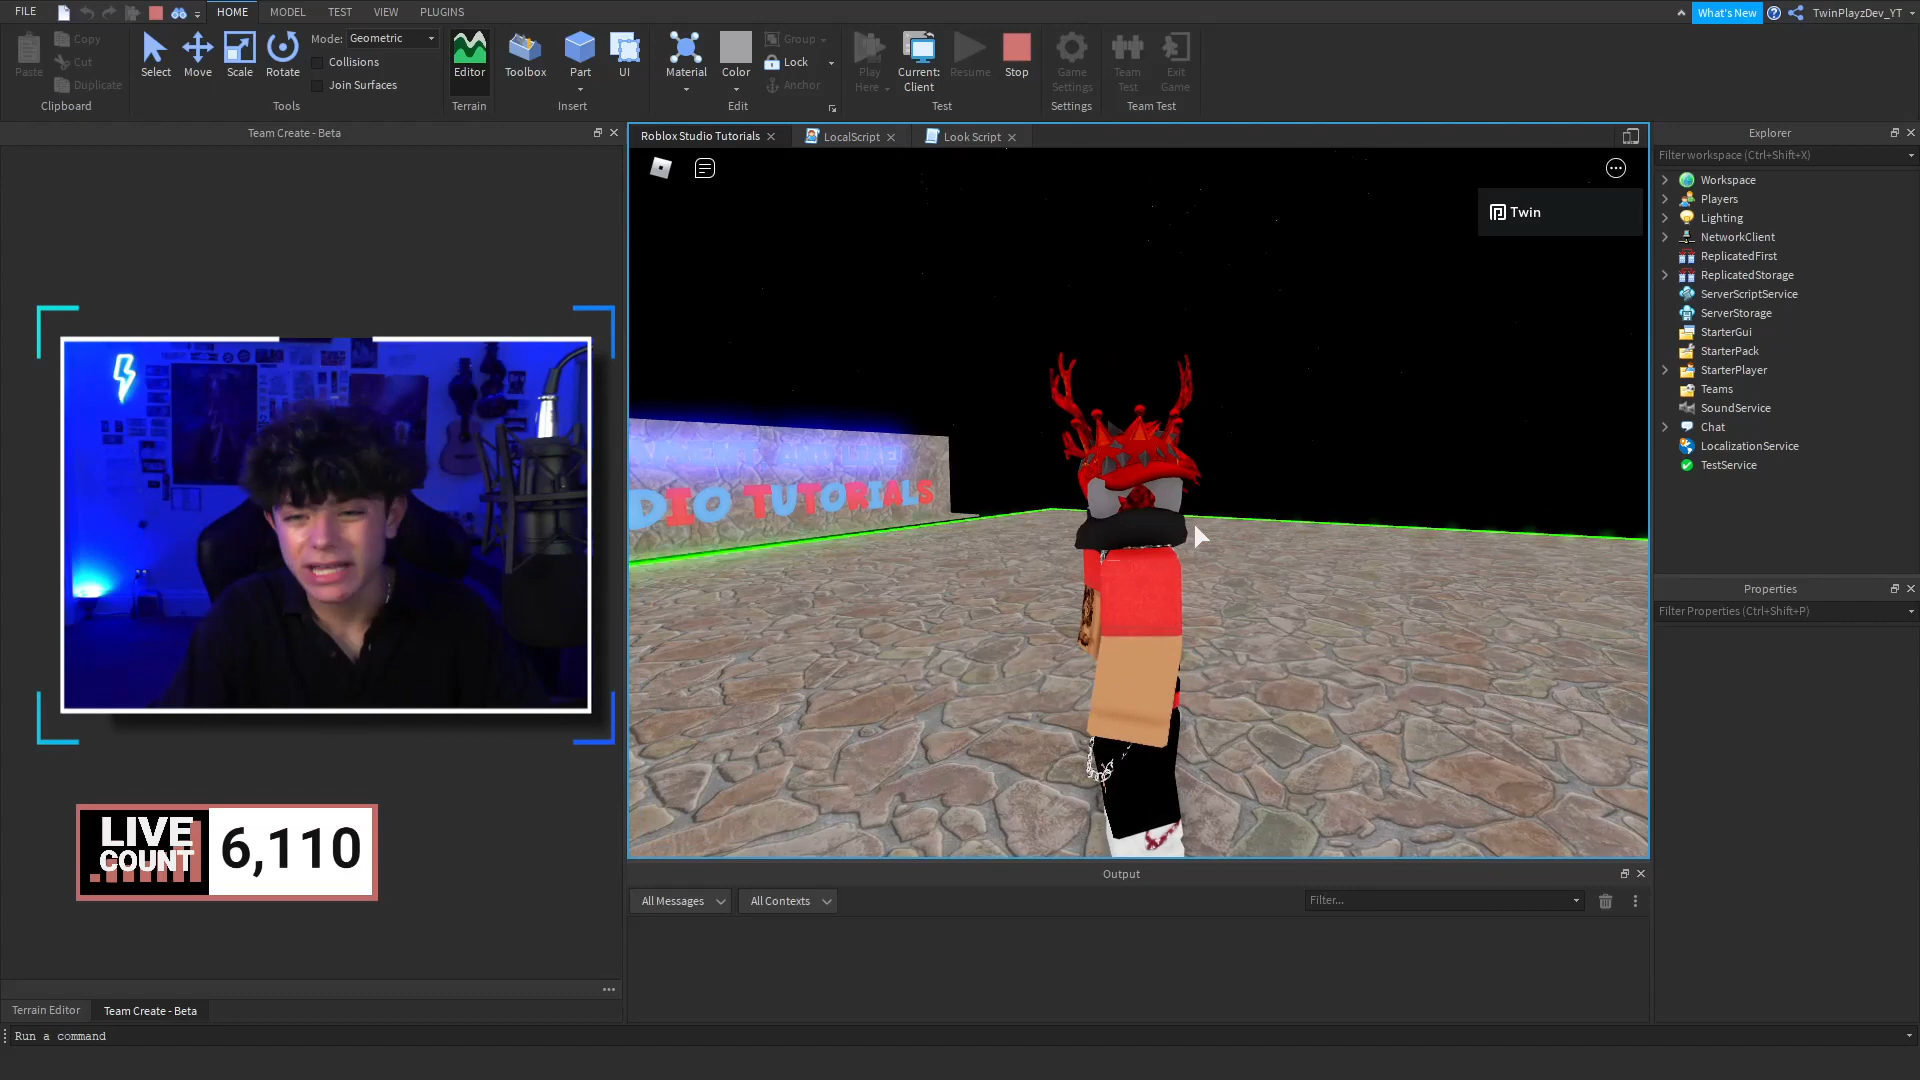 FILE
HOME
MODEL
TEST
VIEW
PLUGINS
What's New
TwinPlayzDev_YT
Paste
Copy
Cut
Duplicate
Clipboard
Select
Move
Scale
Rotate
Mode: Geometric
Collisions
Join Surfaces
Tools
Editor
Terrain
Toolbox
Part
UI
Insert
Material
Color
Group
Lock
Anchor
Edit
Play
Here
Current:
Client
Resume
Stop
Test
Game
Settings
Settings
Team
Test
Exit
Game
Team Test
Team Create - Beta
Roblox Studio Tutorials
LocalScript
Look Script
Twin
AND LIKE!
DIO TUTORIALS
LIVE
COUNT
6,110
Terrain Editor
Team Create - Beta
Run a command
Output
All Messages
All Contexts
Filter...
Explorer
Filter workspace (Ctrl+Shift+X)
Workspace
Players
Lighting
NetworkClient
ReplicatedFirst
ReplicatedStorage
ServerScriptService
ServerStorage
StarterGui
StarterPack
StarterPlayer
Teams
SoundService
Chat
LocalizationService
TestService
Properties
Filter Properties (Ctrl+Shift+P)